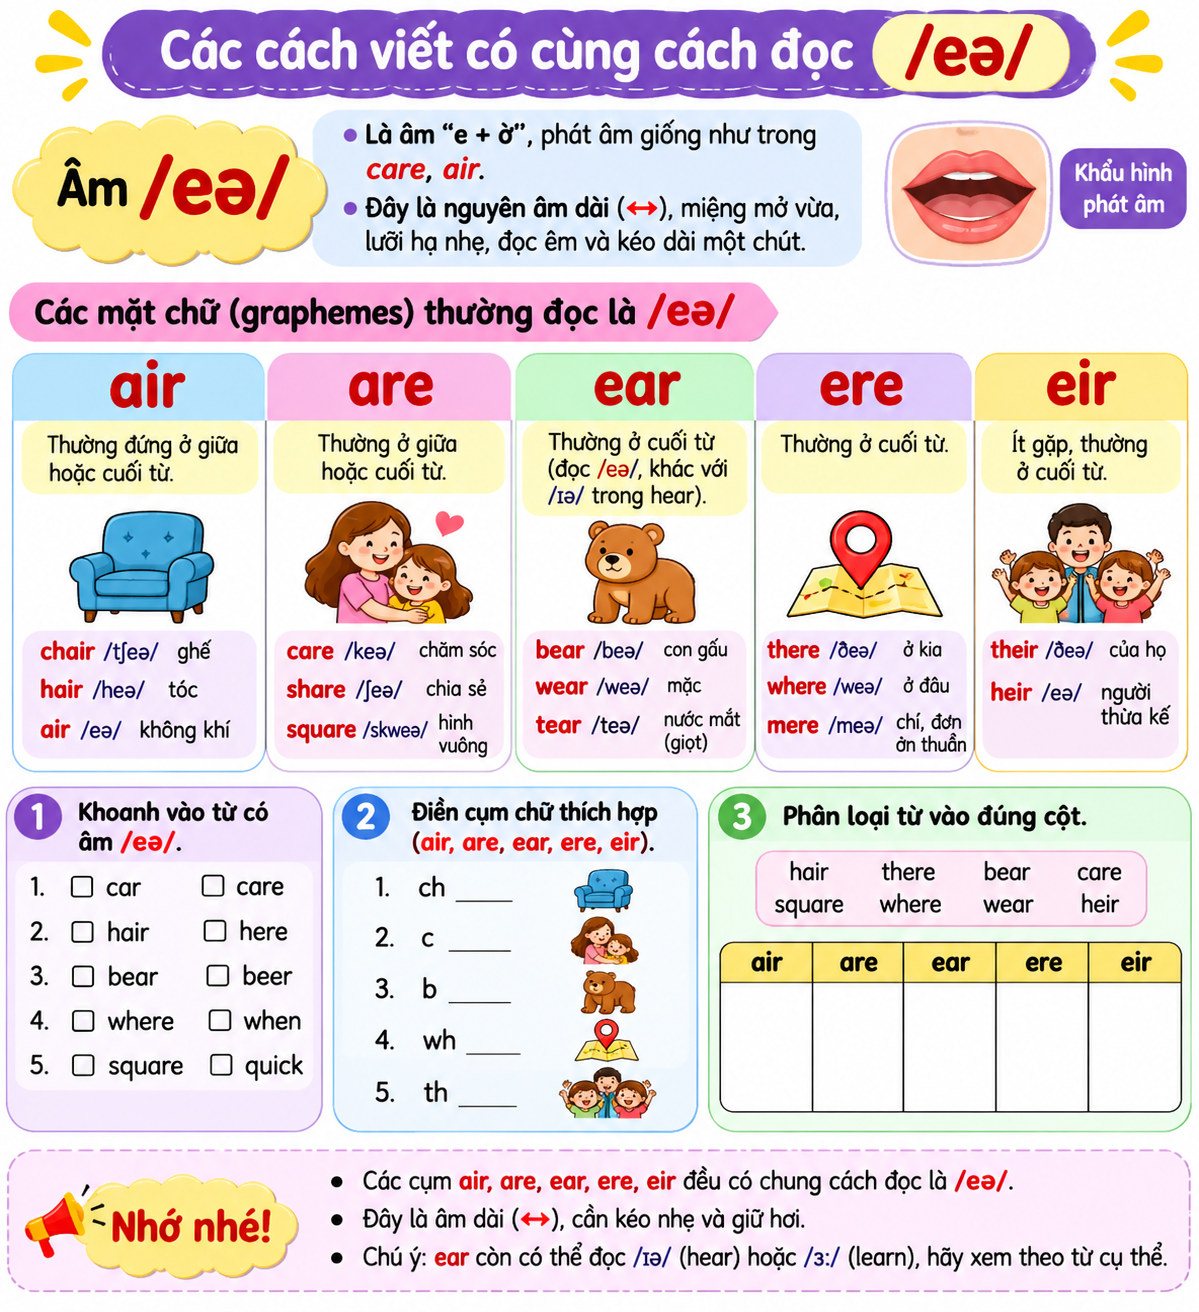 Các cách viết có cùng cách đọc /eə/
Âm /eə/
Là âm “e + ờ”, phát âm giống như trong
care, air.
Đây là nguyên âm dài (↔), miệng mở vừa,
lưỡi hạ nhẹ, đọc êm và kéo dài một chút.
Khẩu hình
phát âm
Các mặt chữ (graphemes) thường đọc là /eə/
air
Thường đứng ở giữa
hoặc cuối từ.
chair /tʃeə/ ghế
hair /heə/ tóc
air /eə/ không khí
are
Thường ở giữa
hoặc cuối từ.
care /keə/ chăm sóc
share /ʃeə/ chia sẻ
square /skweə/ hình
vuông
ear
Thường ở cuối từ
(đọc /eə/, khác với
/ɪə/ trong hear).
bear /beə/ con gấu
wear /weə/ mặc
tear /teə/ nước mắt
(giọt)
ere
Thường ở cuối từ.
there /ðeə/ ở kia
where /weə/ ở đâu
mere /meə/ chí, đơn
ờn thuần
eir
Ít gặp, thường
ở cuối từ.
their /ðeə/ của họ
heir /eə/ người
thừa kế
1 Khoanh vào từ có
âm /eə/.
1. car care
2. hair here
3. bear beer
4. where when
5. square quick
2 Điền cụm chữ thích hợp
(air, are, ear, ere, eir).
1. ch ____
2. c ____
3. b ____
4. wh ____
5. th ____
3 Phân loại từ vào đúng cột.
hair there bear care
square where wear heir
air are ear ere eir
Nhớ nhé!
• Các cụm air, are, ear, ere, eir đều có chung cách đọc là /eə/.
• Đây là âm dài (↔), cần kéo nhẹ và giữ hơi.
• Chú ý: ear còn có thể đọc /ɪə/ (hear) hoặc /ɜː/ (learn), hãy xem theo từ cụ thể.